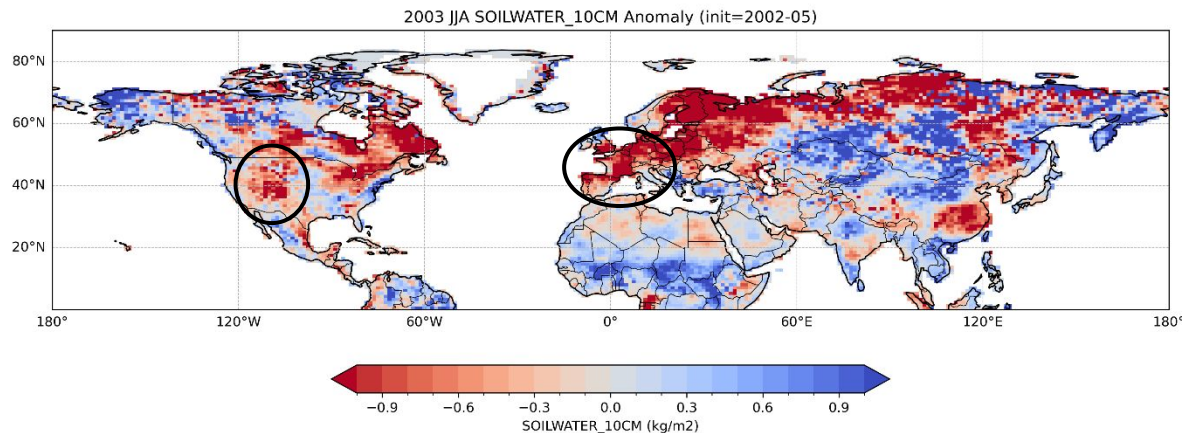 2003 JJA SOILWATER_10CM Anomaly (init=2002-05)
80°N
60°N
40°N
20°N
180° 120°W 60°W 0° 60°E 120°E 180°
−0.9 −0.6 −0.3 0.0 0.3 0.6 0.9
SOILWATER_10CM (kg/m2)